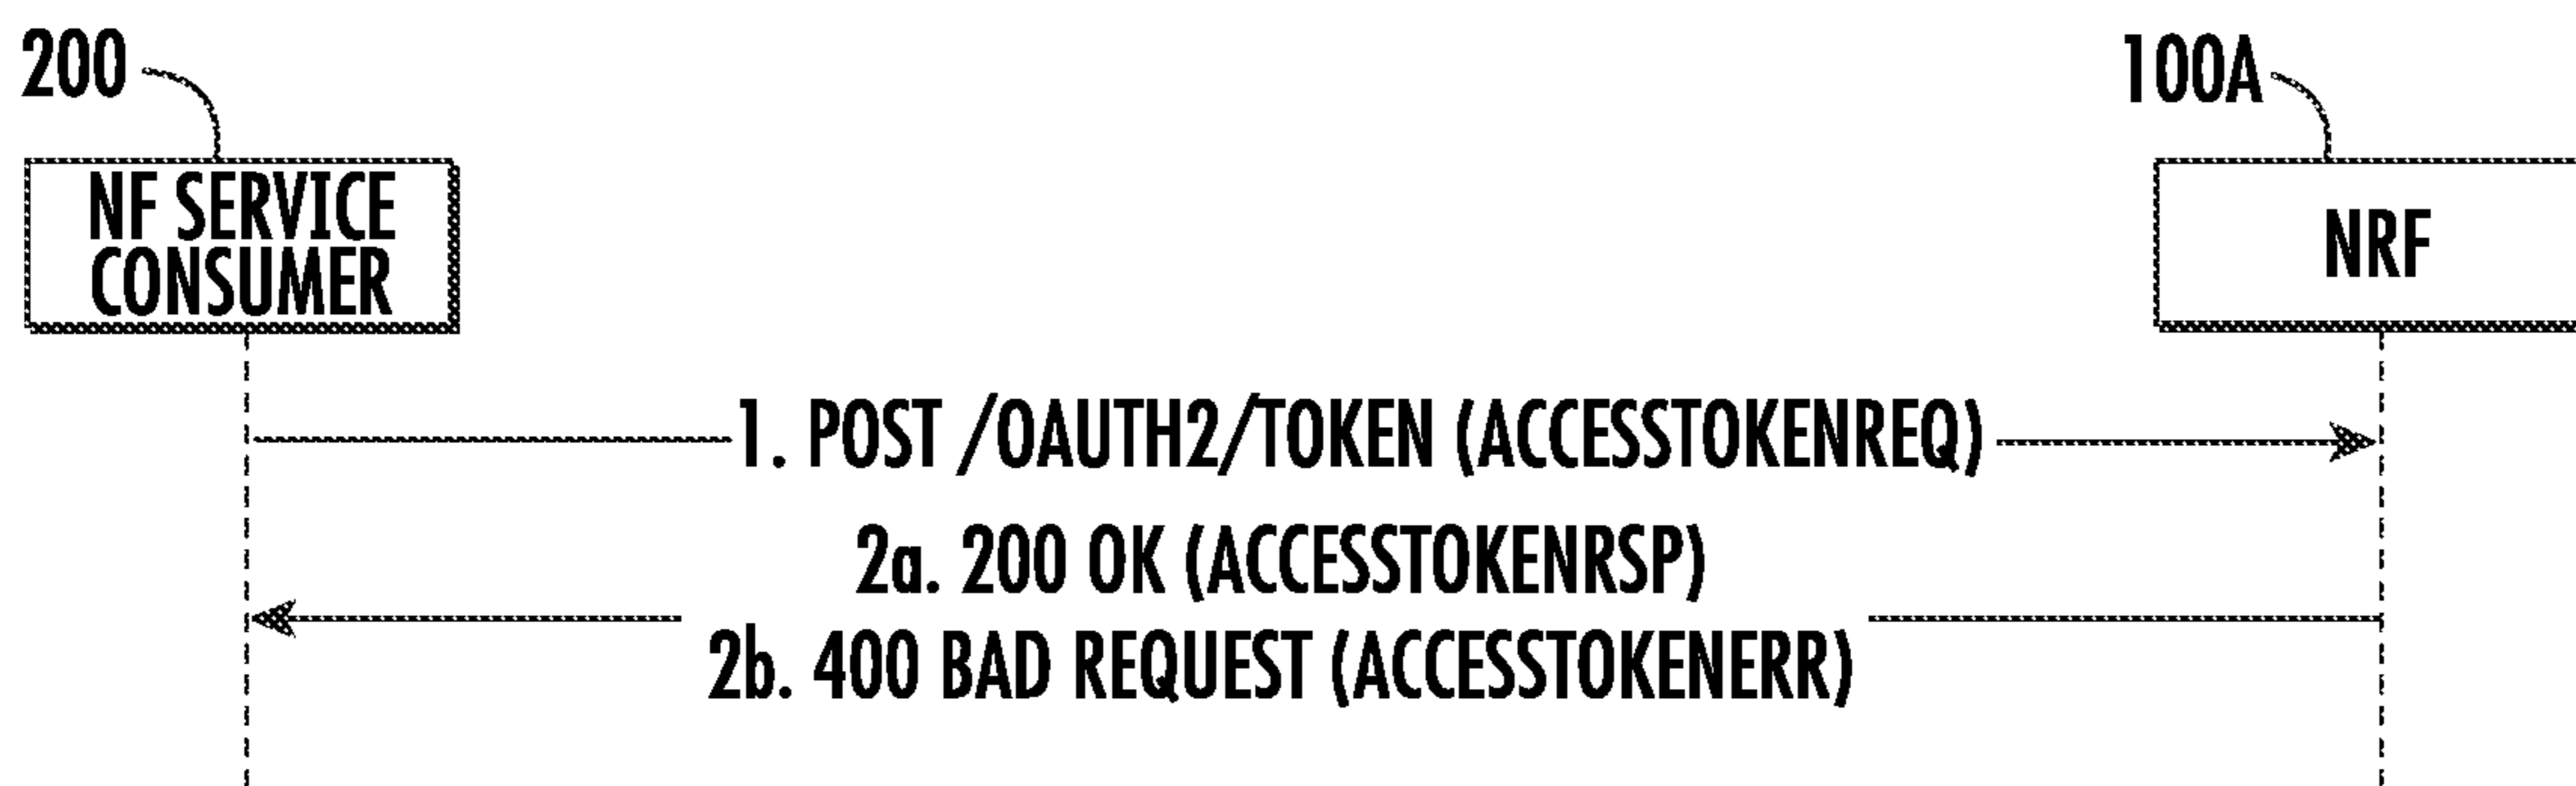 200
100A
NF SERVICE
CONSUMER
NRF
1. POST /OAUTH2/TOKEN (ACCESSTOKENREQ)
2a. 200 OK (ACCESSTOKENRSP)
2b. 400 BAD REQUEST (ACCESSTOKENERR)